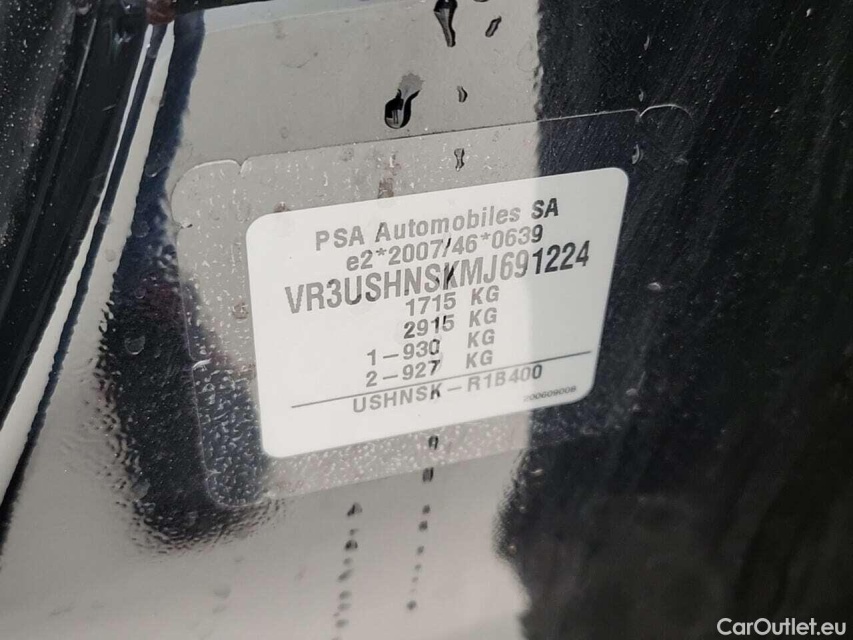 PSA Automobiles SA
e2*2007/46*0639
VR3USHNSKMJ691224
1715 KG
2915 KG
1-930 KG
2-927 KG
USHNSK-R1B400
200609008
CarOutlet.eu